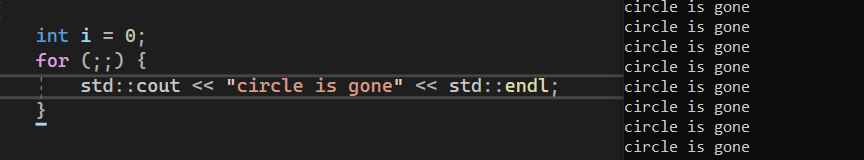 int i = 0;
for (;;) {
std::cout << "circle is gone" << std::endl;
}
circle is gone
circle is gone
circle is gone
circle is gone
circle is gone
circle is gone
circle is gone
circle is gone